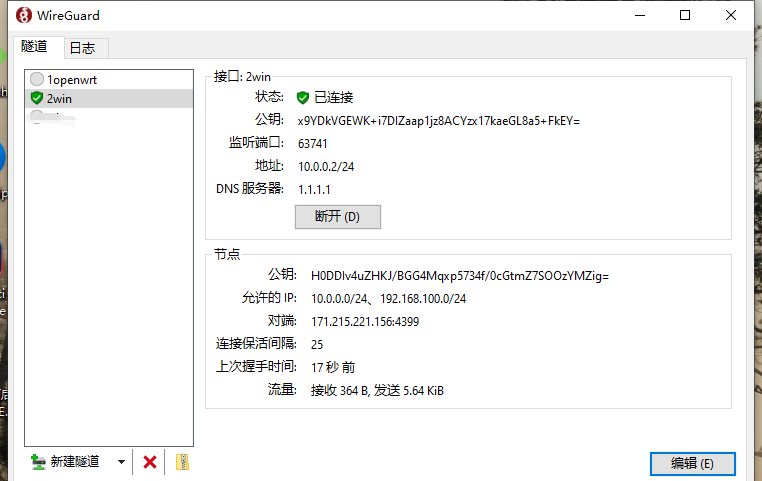 WireGuard
隧道 日志
1openwrt
2win
接口: 2win
状态: 已连接
公钥: x9YDkVGEWK+i7DIZaap1jz8ACYzx17kaeGL8a5+FkEY=
监听端口: 63741
地址: 10.0.0.2/24
DNS 服务器: 1.1.1.1
断开 (D)
节点
公钥: H0DDlv4uZHKJ/BGG4Mqxp5734f/0cGtmZ7SOOzYMZig=
允许的 IP: 10.0.0.0/24、192.168.100.0/24
对端: 171.215.221.156:4399
连接保活间隔: 25
上次握手时间: 17 秒 前
流量: 接收 364 B, 发送 5.64 KiB
新建隧道
编辑 (E)